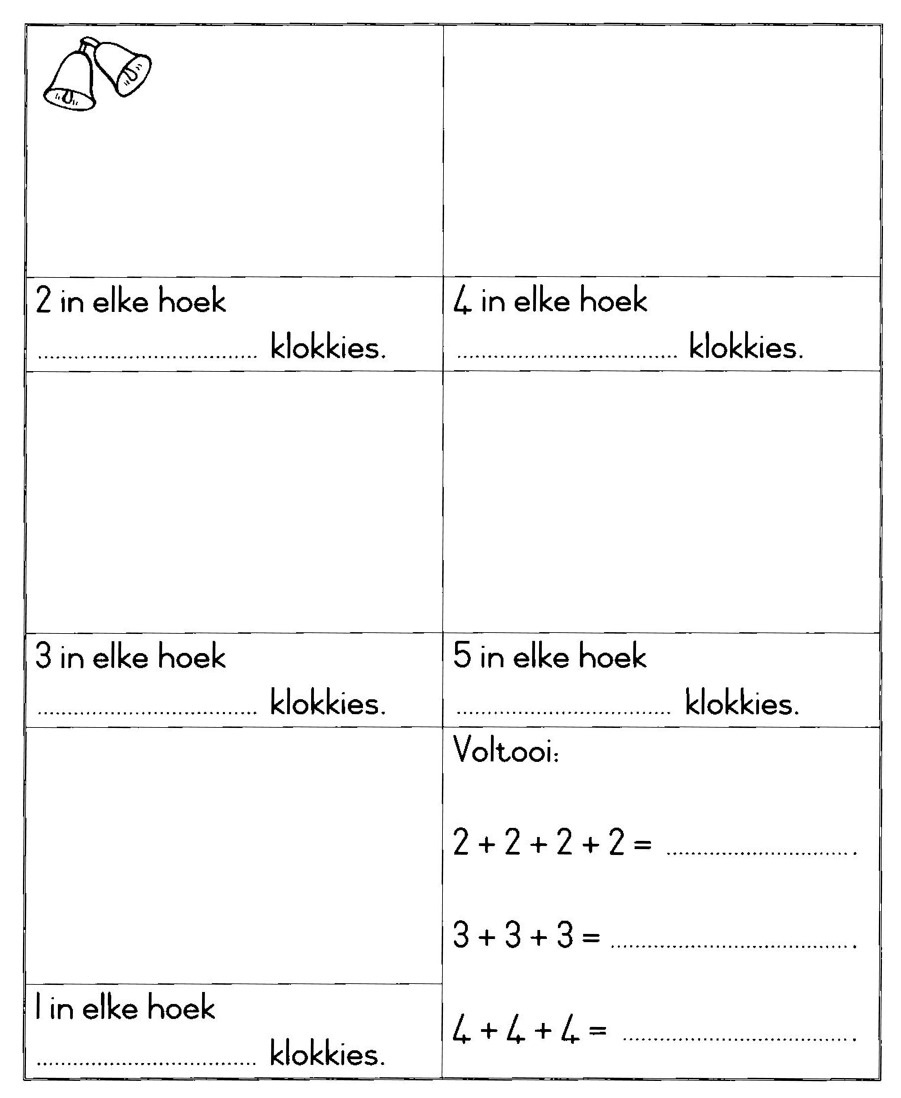 2 in elke hoek
.................................... klokkies.
4 in elke hoek
.................................... klokkies.
3 in elke hoek
.................................... klokkies.
5 in elke hoek
.................................... klokkies.
1 in elke hoek
.................................... klokkies.
Voltooi:
2 + 2 + 2 + 2 = ...............................
3 + 3 + 3 = ........................................
4 + 4 + 4 = ......................................